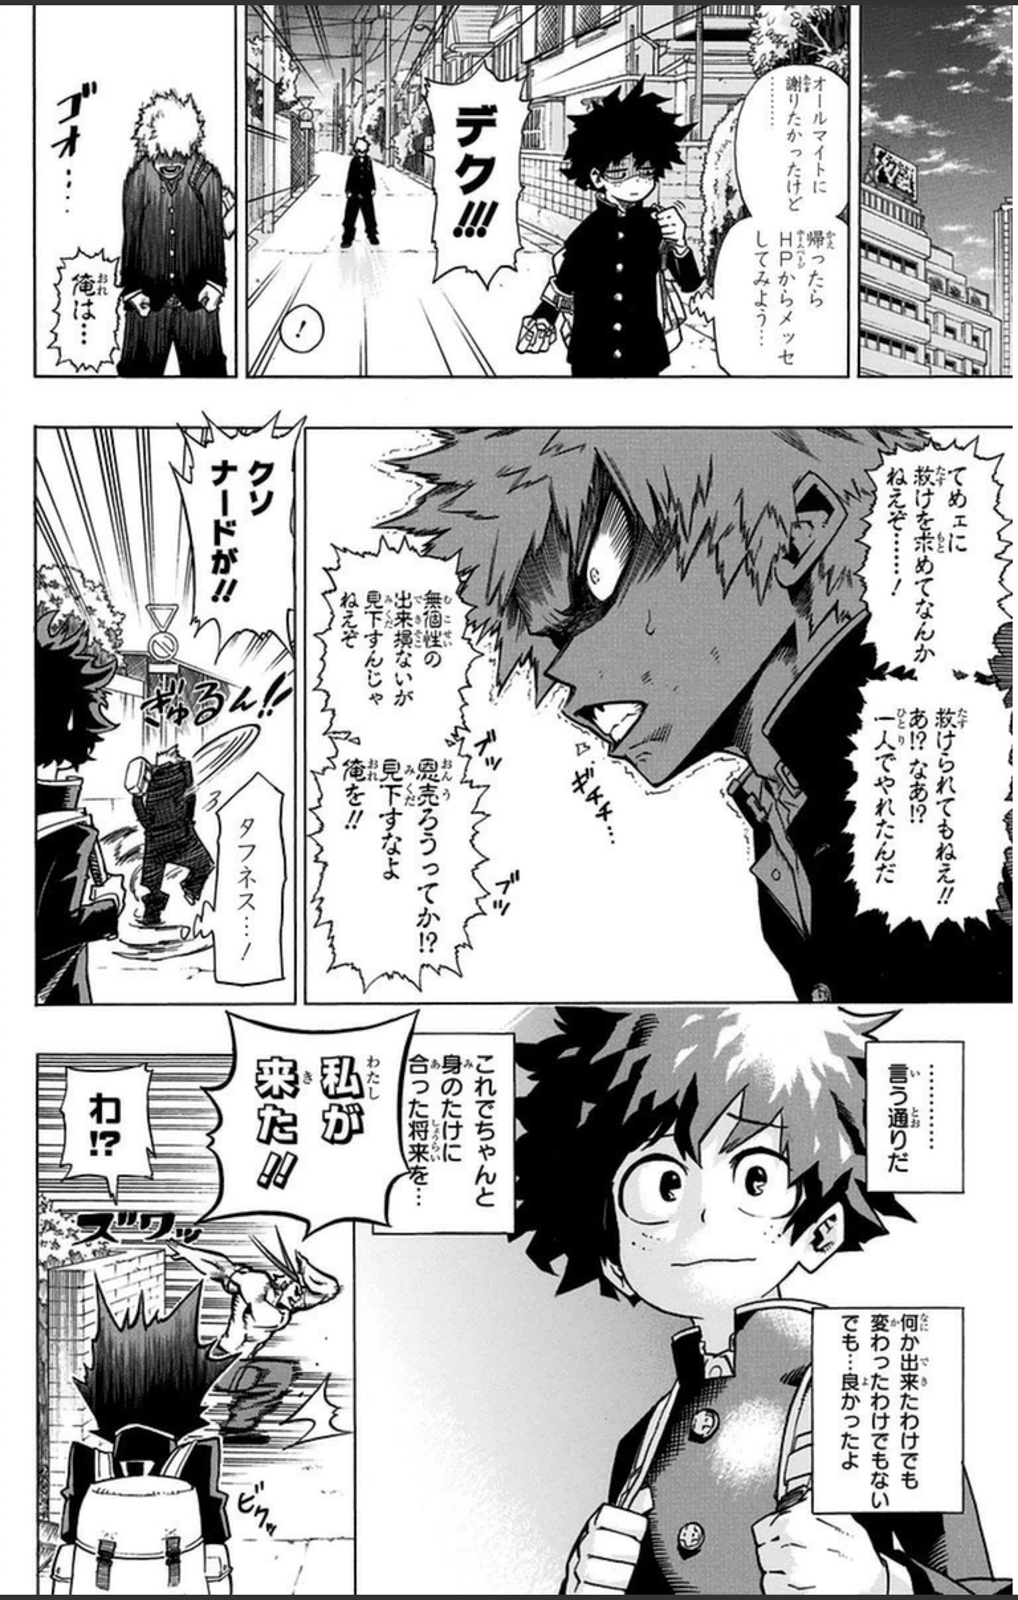 オールマイトに
謝りたかったけど
………
帰ったら
HPからメッセ
してみよう…
デク!!!
!
ゴオ…‥
俺は…
てめェに
救けを求めてなんか
ねえぞ……!
救けられてもねえ!!
あ!?なあ!?
一人でやれたんだ
無個性の
出来損ないが
見下すんじゃ
ねえぞ
恩売ろうってか!?
見下すなよ
俺を!!
ブツ
ギチチ…
ブツ
クソ
ナードが!!
ぎゅるん!!
タフネス…!
…………
言う通りだ
何か出来たわけでも
変わったわけでもない
でも…良かったよ
これでちゃんと
身のたけに
合った将来を…
私が
来た!!
わ!?
ズワッ
ビクッ